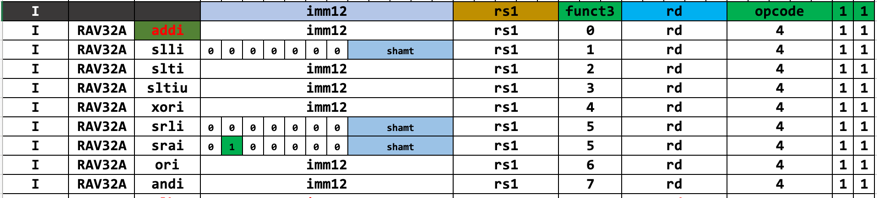 I imm12 rs1 funct3 rd opcode 1 1
I RAV32A addi imm12 rs1 0 rd 4 1 1
I RAV32A slli 0 0 0 0 0 0 0 shamt rs1 1 rd 4 1 1
I RAV32A slti imm12 rs1 2 rd 4 1 1
I RAV32A sltiu imm12 rs1 3 rd 4 1 1
I RAV32A xori imm12 rs1 4 rd 4 1 1
I RAV32A srli 0 0 0 0 0 0 0 shamt rs1 5 rd 4 1 1
I RAV32A srai 0 1 0 0 0 0 0 shamt rs1 5 rd 4 1 1
I RAV32A ori imm12 rs1 6 rd 4 1 1
I RAV32A andi imm12 rs1 7 rd 4 1 1